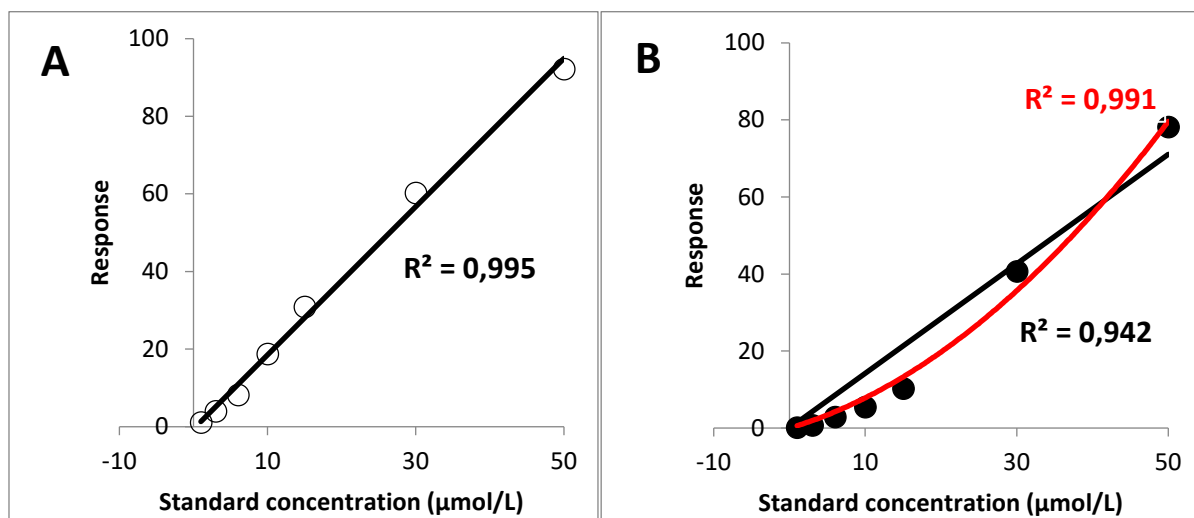 A
100
80
60
40
20
0
-10
10
30
50
Response
Standard concentration (µmol/L)
R² = 0,995
B
100
80
60
40
20
0
-10
10
30
50
Response
Standard concentration (µmol/L)
R² = 0,991
R² = 0,942